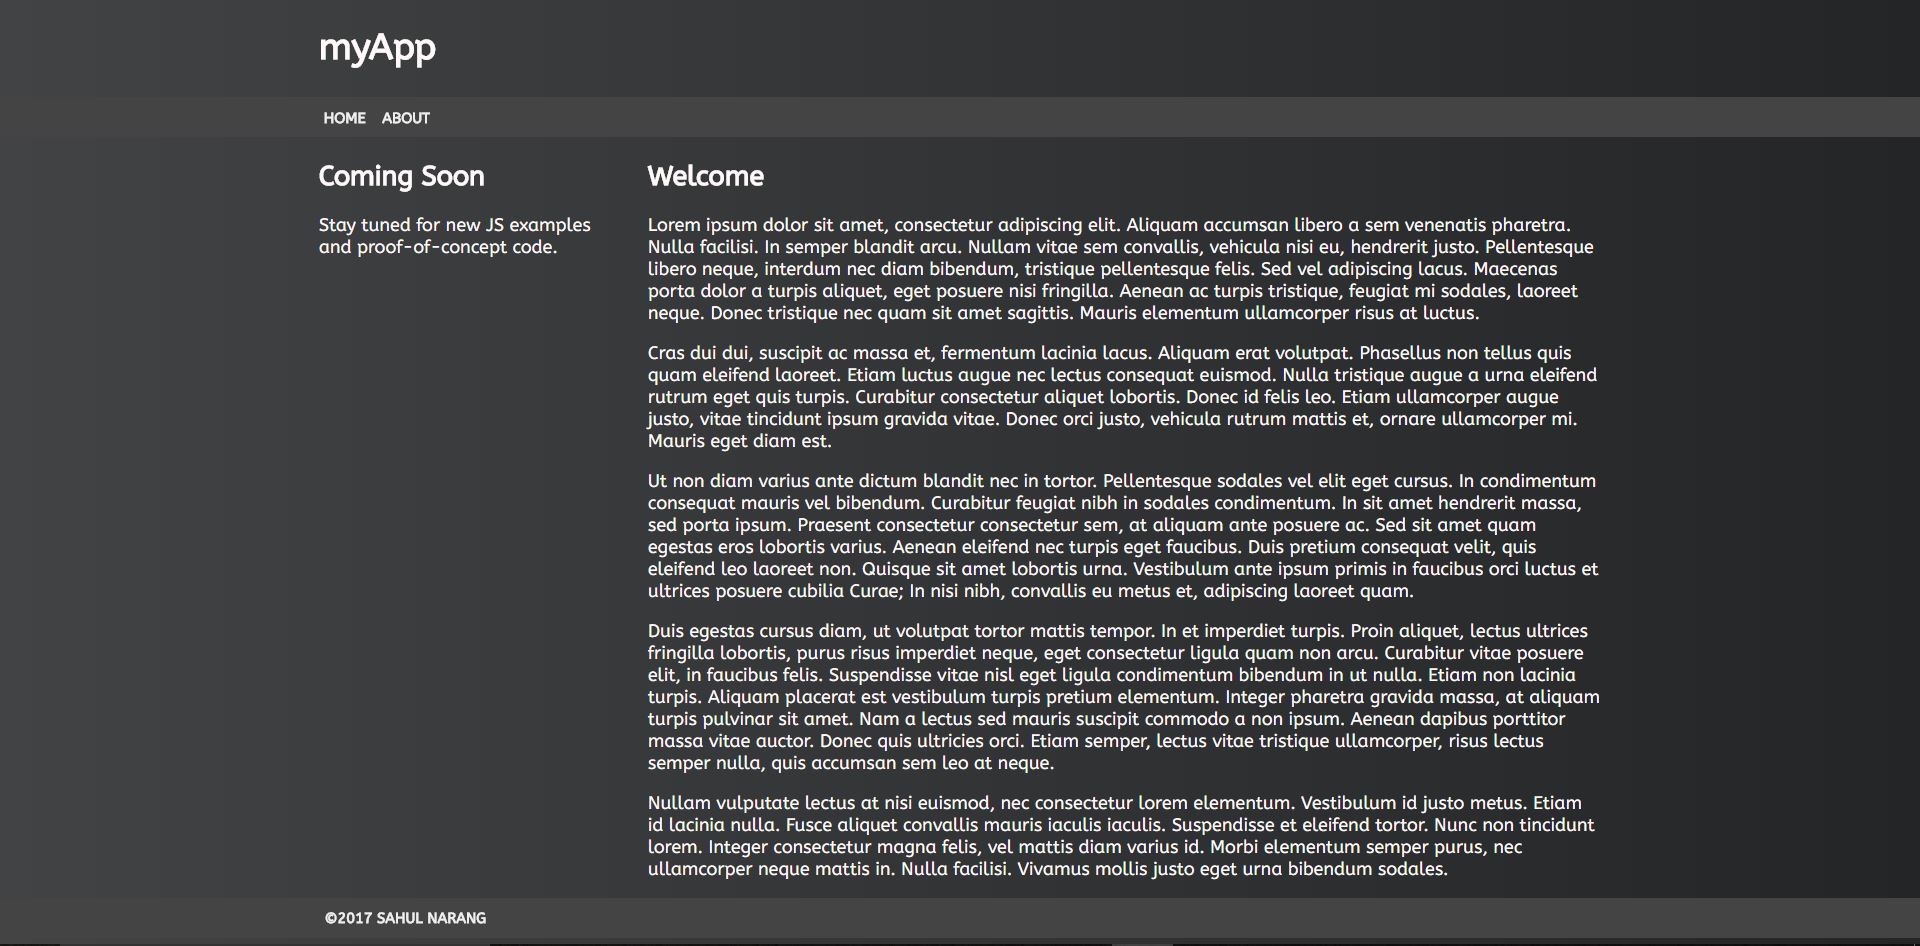 myApp
HOME ABOUT
Coming Soon
Stay tuned for new JS examples
and proof-of-concept code.
Welcome
Lorem ipsum dolor sit amet, consectetur adipiscing elit. Aliquam accumsan libero a sem venenatis pharetra.
Nulla facilisi. In semper blandit arcu. Nullam vitae sem convallis, vehicula nisi eu, hendrerit justo. Pellentesque
libero neque, interdum nec diam bibendum, tristique pellentesque felis. Sed vel adipiscing lacus. Maecenas
porta dolor a turpis aliquet, eget posuere nisi fringilla. Aenean ac turpis tristique, feugiat mi sodales, laoreet
neque. Donec tristique nec quam sit amet sagittis. Mauris elementum ullamcorper risus at luctus.
Cras dui dui, suscipit ac massa et, fermentum lacinia lacus. Aliquam erat volutpat. Phasellus non tellus quis
quam eleifend laoreet. Etiam luctus augue nec lectus consequat euismod. Nulla tristique augue a urna eleifend
rutrum eget quis turpis. Curabitur consectetur aliquet lobortis. Donec id felis leo. Etiam ullamcorper augue
justo, vitae tincidunt ipsum gravida vitae. Donec orci justo, vehicula rutrum mattis et, ornare ullamcorper mi.
Mauris eget diam est.
Ut non diam varius ante dictum blandit nec in tortor. Pellentesque sodales vel elit eget cursus. In condimentum
consequat mauris vel bibendum. Curabitur feugiat nibh in sodales condimentum. In sit amet hendrerit massa,
sed porta ipsum. Praesent consectetur consectetur sem, at aliquam ante posuere ac. Sed sit amet quam
egestas eros lobortis varius. Aenean eleifend nec turpis eget faucibus. Duis pretium consequat velit, quis
eleifend leo laoreet non. Quisque sit amet lobortis urna. Vestibulum ante ipsum primis in faucibus orci luctus et
ultrices posuere cubilia Curae; In nisi nibh, convallis eu metus et, adipiscing laoreet quam.
Duis egestas cursus diam, ut volutpat tortor mattis tempor. In et imperdiet turpis. Proin aliquet, lectus ultrices
fringilla lobortis, purus risus imperdiet neque, eget consectetur ligula quam non arcu. Curabitur vitae posuere
elit, in faucibus felis. Suspendisse vitae nisl eget ligula condimentum bibendum in ut nulla. Etiam non lacinia
turpis. Aliquam placerat est vestibulum turpis pretium elementum. Integer pharetra gravida massa, at aliquam
turpis pulvinar sit amet. Nam a lectus sed mauris suscipit commodo a non ipsum. Aenean dapibus porttitor
massa vitae auctor. Donec quis ultricies orci. Etiam semper, lectus vitae tristique ullamcorper, risus lectus
semper nulla, quis accumsan sem leo at neque.
Nullam vulputate lectus at nisi euismod, nec consectetur lorem elementum. Vestibulum id justo metus. Etiam
id lacinia nulla. Fusce aliquet convallis mauris iaculis iaculis. Suspendisse et eleifend tortor. Nunc non tincidunt
lorem. Integer consectetur magna felis, vel mattis diam varius id. Morbi elementum semper purus, nec
ullamcorper neque mattis in. Nulla facilisi. Vivamus mollis justo eget urna bibendum sodales.
©2017 SAHUL NARANG